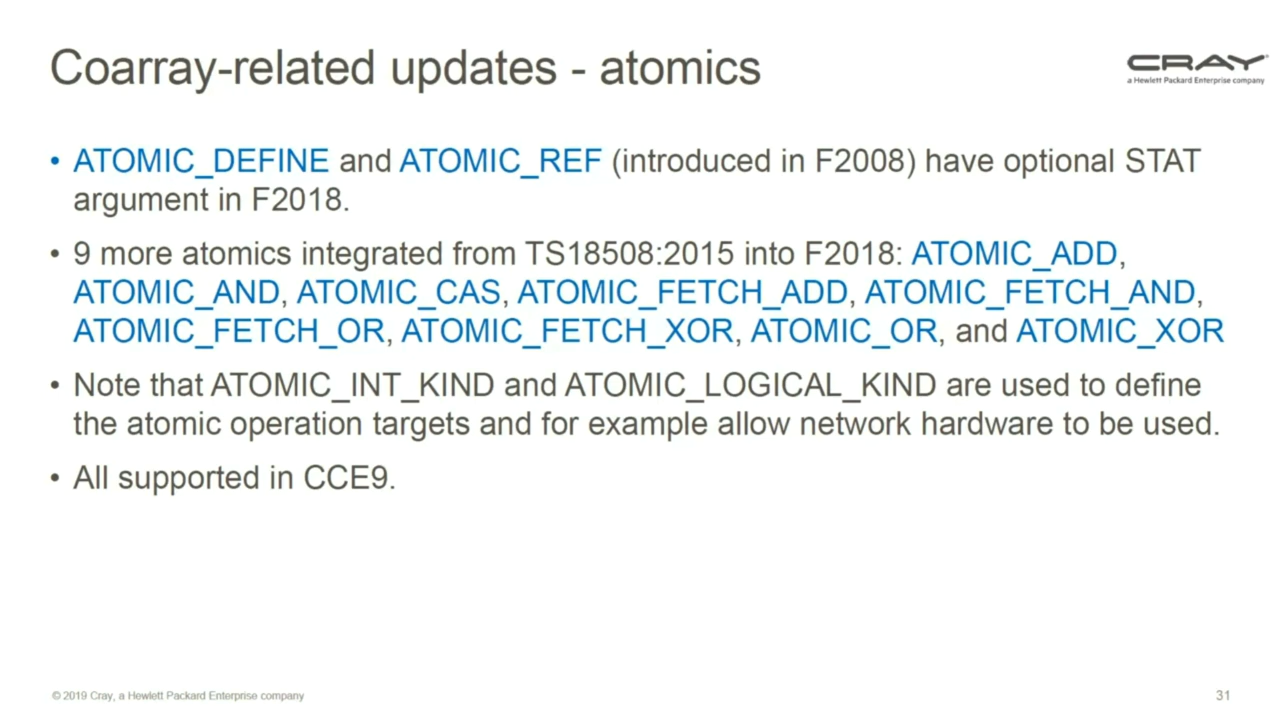 Coarray-related updates - atomics
CRAY
a Hewlett Packard Enterprise company
• ATOMIC_DEFINE and ATOMIC_REF (introduced in F2008) have optional STAT
argument in F2018.
• 9 more atomics integrated from TS18508:2015 into F2018: ATOMIC_ADD,
ATOMIC_AND, ATOMIC_CAS, ATOMIC_FETCH_ADD, ATOMIC_FETCH_AND,
ATOMIC_FETCH_OR, ATOMIC_FETCH_XOR, ATOMIC_OR, and ATOMIC_XOR
• Note that ATOMIC_INT_KIND and ATOMIC_LOGICAL_KIND are used to define
the atomic operation targets and for example allow network hardware to be used.
• All supported in CCE9.
© 2019 Cray, a Hewlett Packard Enterprise company
31